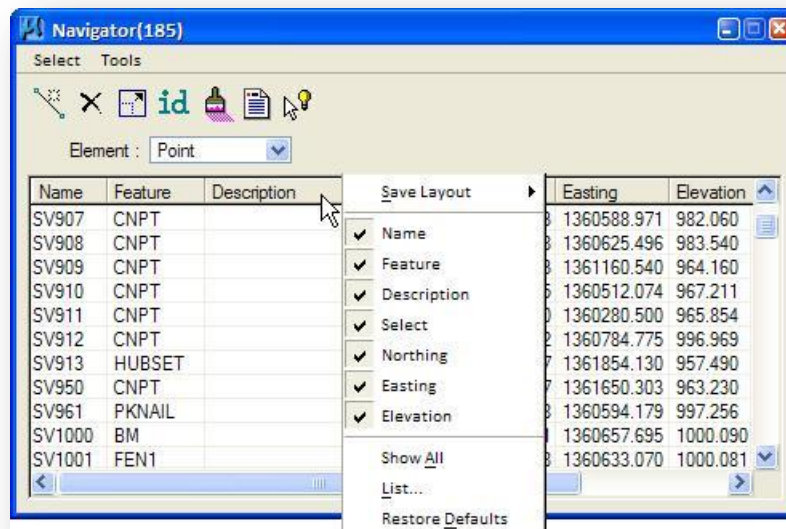 Navigator(185)
Select Tools
id
Element : Point
Name Feature Description Easting Elevation
SV907 CNPT 8 1360588.971 982.060
SV908 CNPT 1360625.496 983.540
SV909 CNPT 1361160.540 964.160
SV910 CNPT 1360512.074 967.211
SV911 CNPT 1360280.500 965.854
SV912 CNPT 1360784.775 996.969
SV913 HUBSET 1361854.130 957.490
SV950 CNPT 1361650.303 963.230
SV961 PKNAIL 1360594.179 997.256
SV1000 BM 1360657.695 1000.090
SV1001 FEN1 1360633.070 1000.081
Save Layout
Name
Feature
Description
Select
Northing
Easting
Elevation
Show All
List...
Restore Defaults